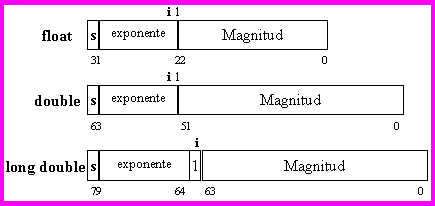 i 1
float s exponente Magnitud
31 22 0
i 1
double s exponente Magnitud
63 51 0
i
long double s exponente 1 Magnitud
79 64 63 0